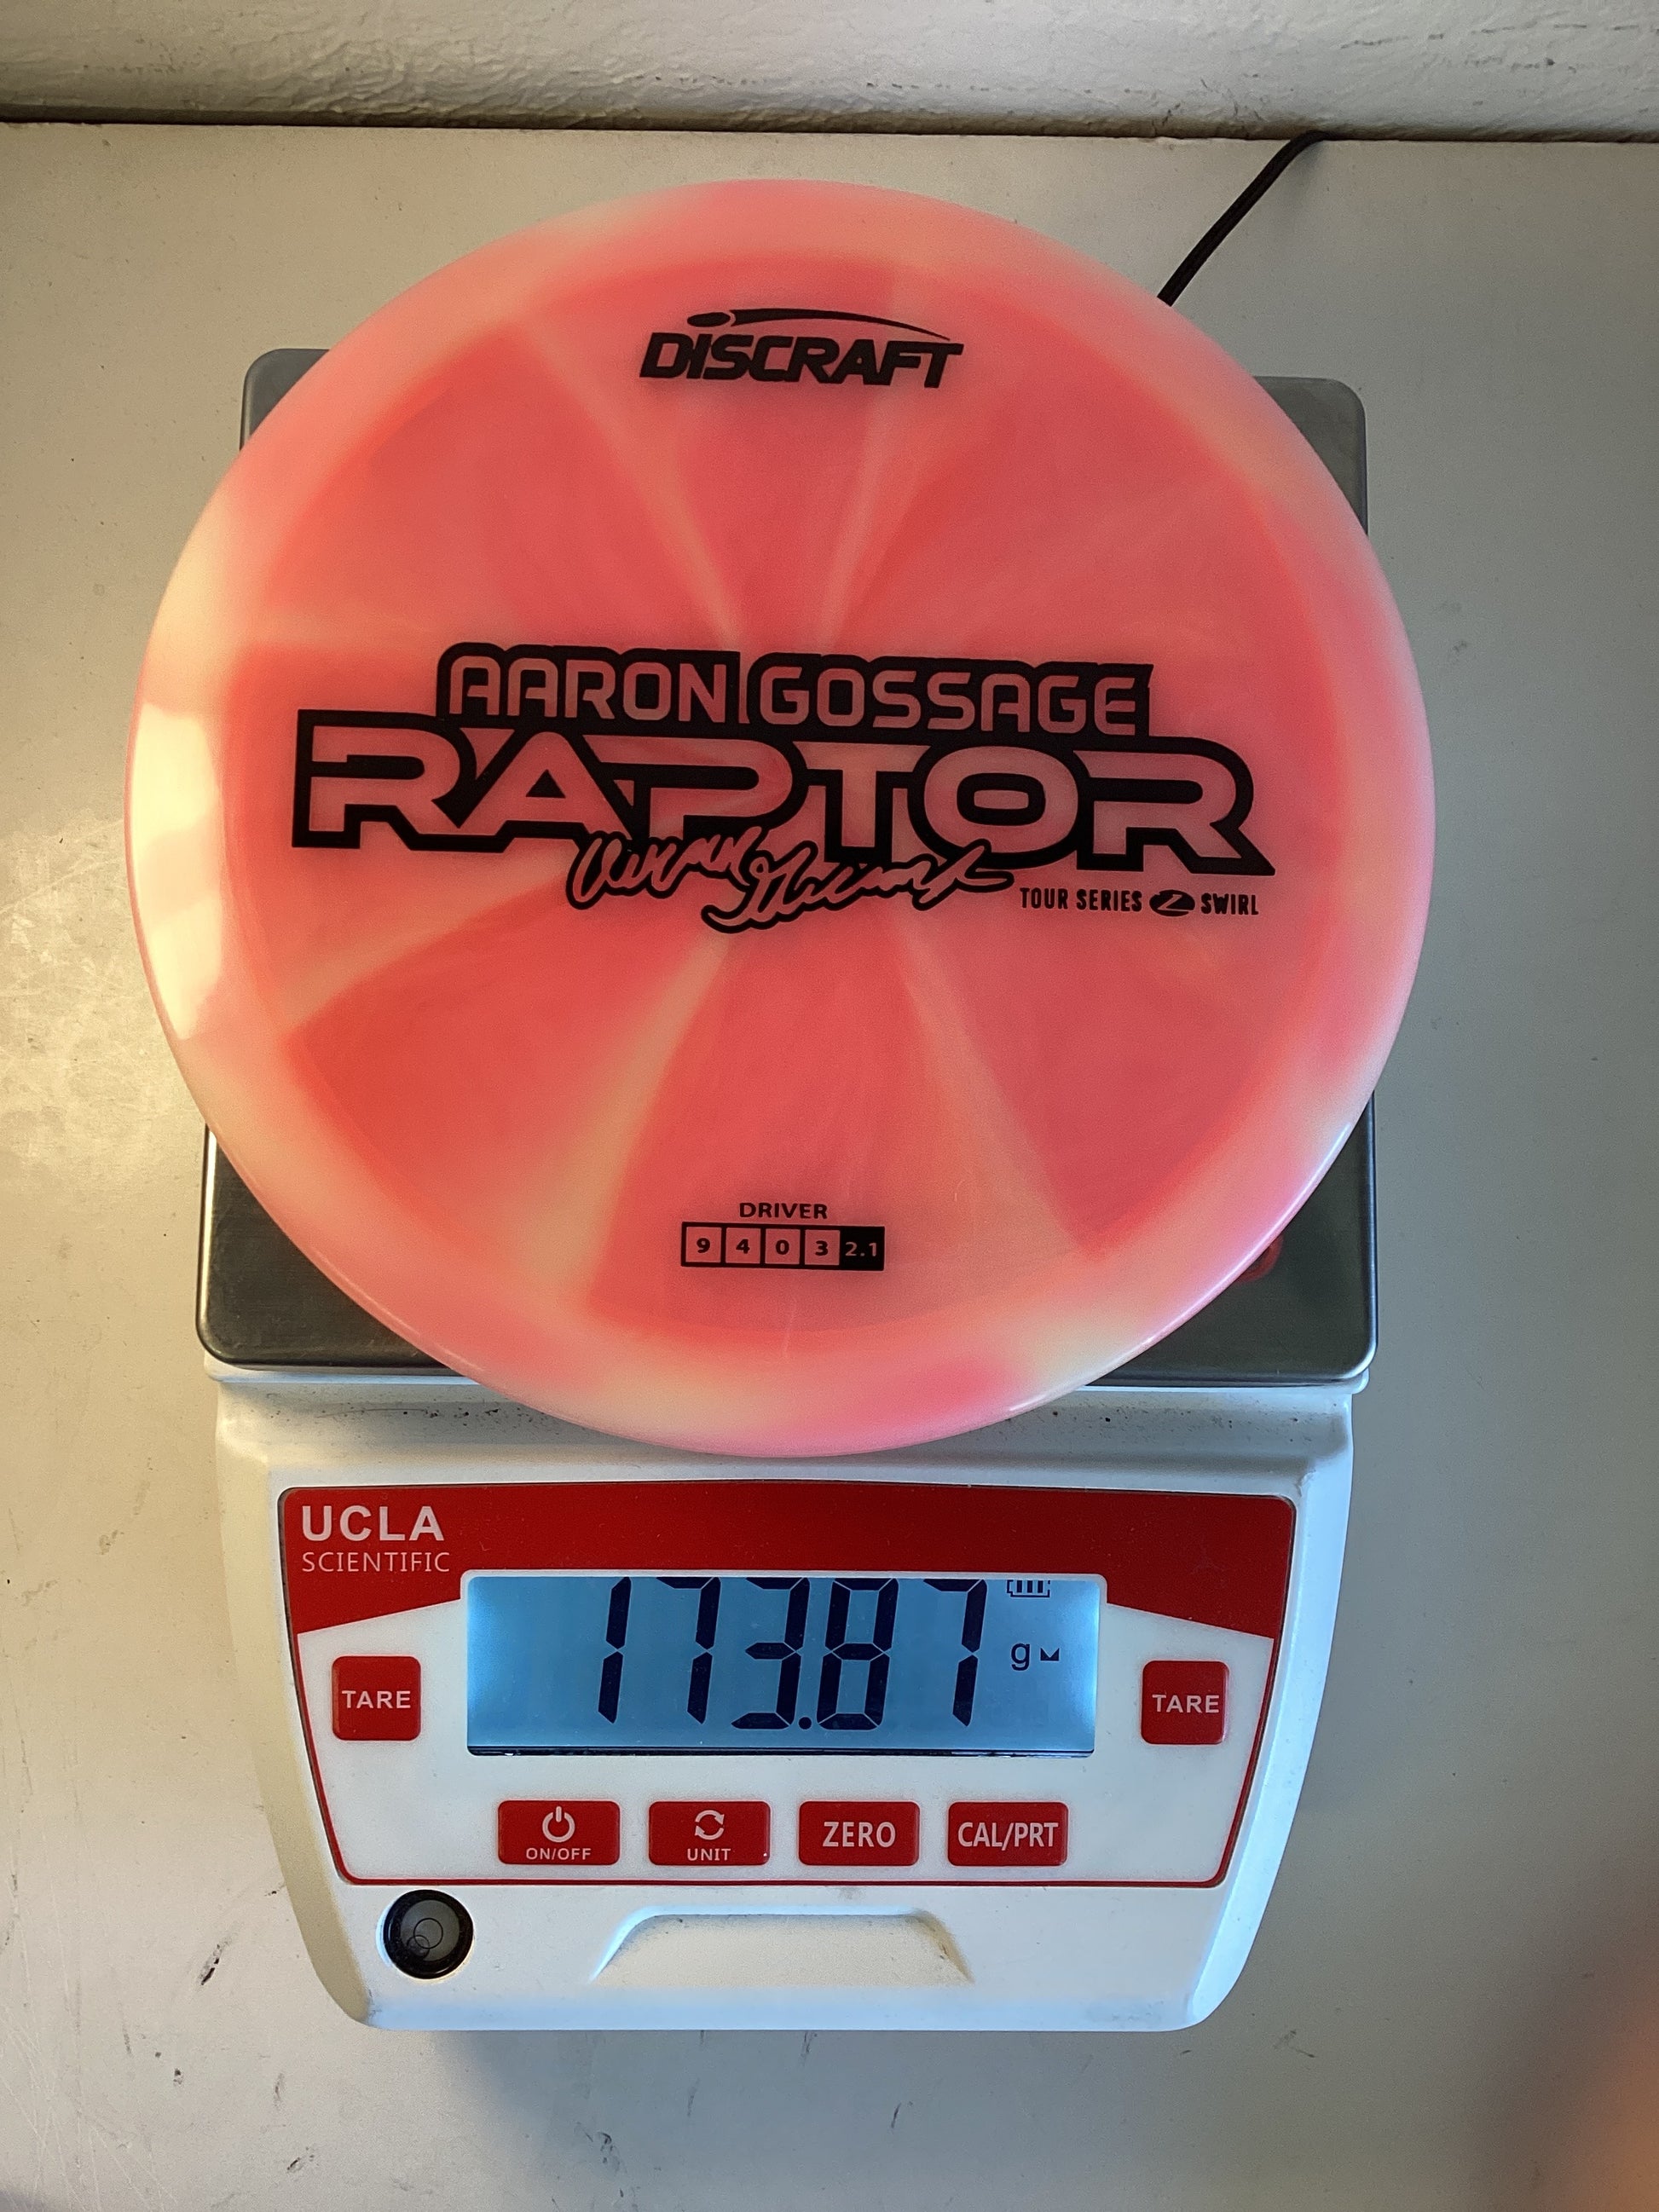 DISCRAFT
AARON GOSSAGE
RAPTOR
TOUR SERIES Z SWIRL
DRIVER
9 4 0 3 2.1
UCLA
SCIENTIFIC
173.87 g
TARE
TARE
ON/OFF
UNIT
ZERO
CAL/PRT